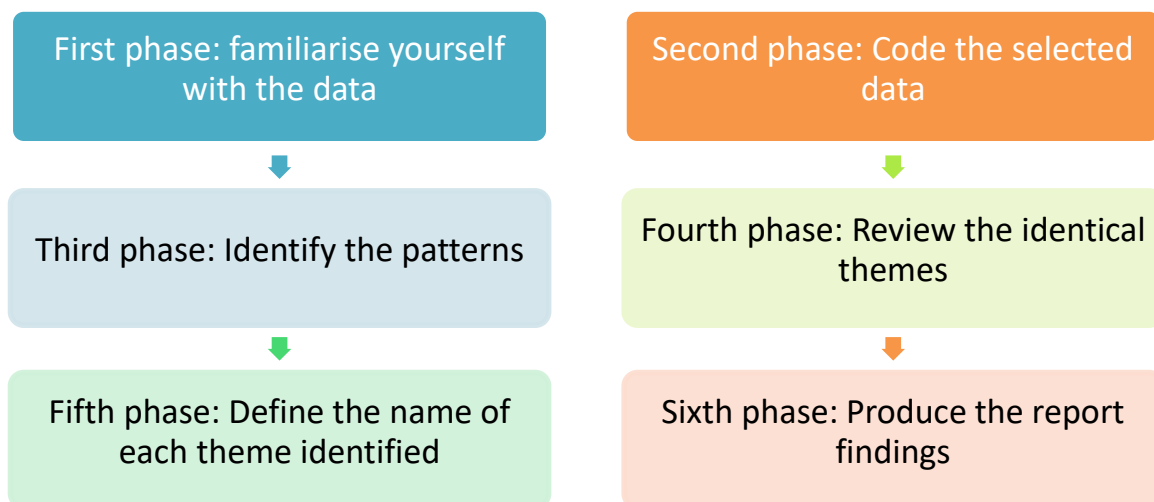 First phase: familiarise yourself
with the data
Second phase: Code the selected
data
Third phase: Identify the patterns
Fourth phase: Review the identical
themes
Fifth phase: Define the name of
each theme identified
Sixth phase: Produce the report
findings